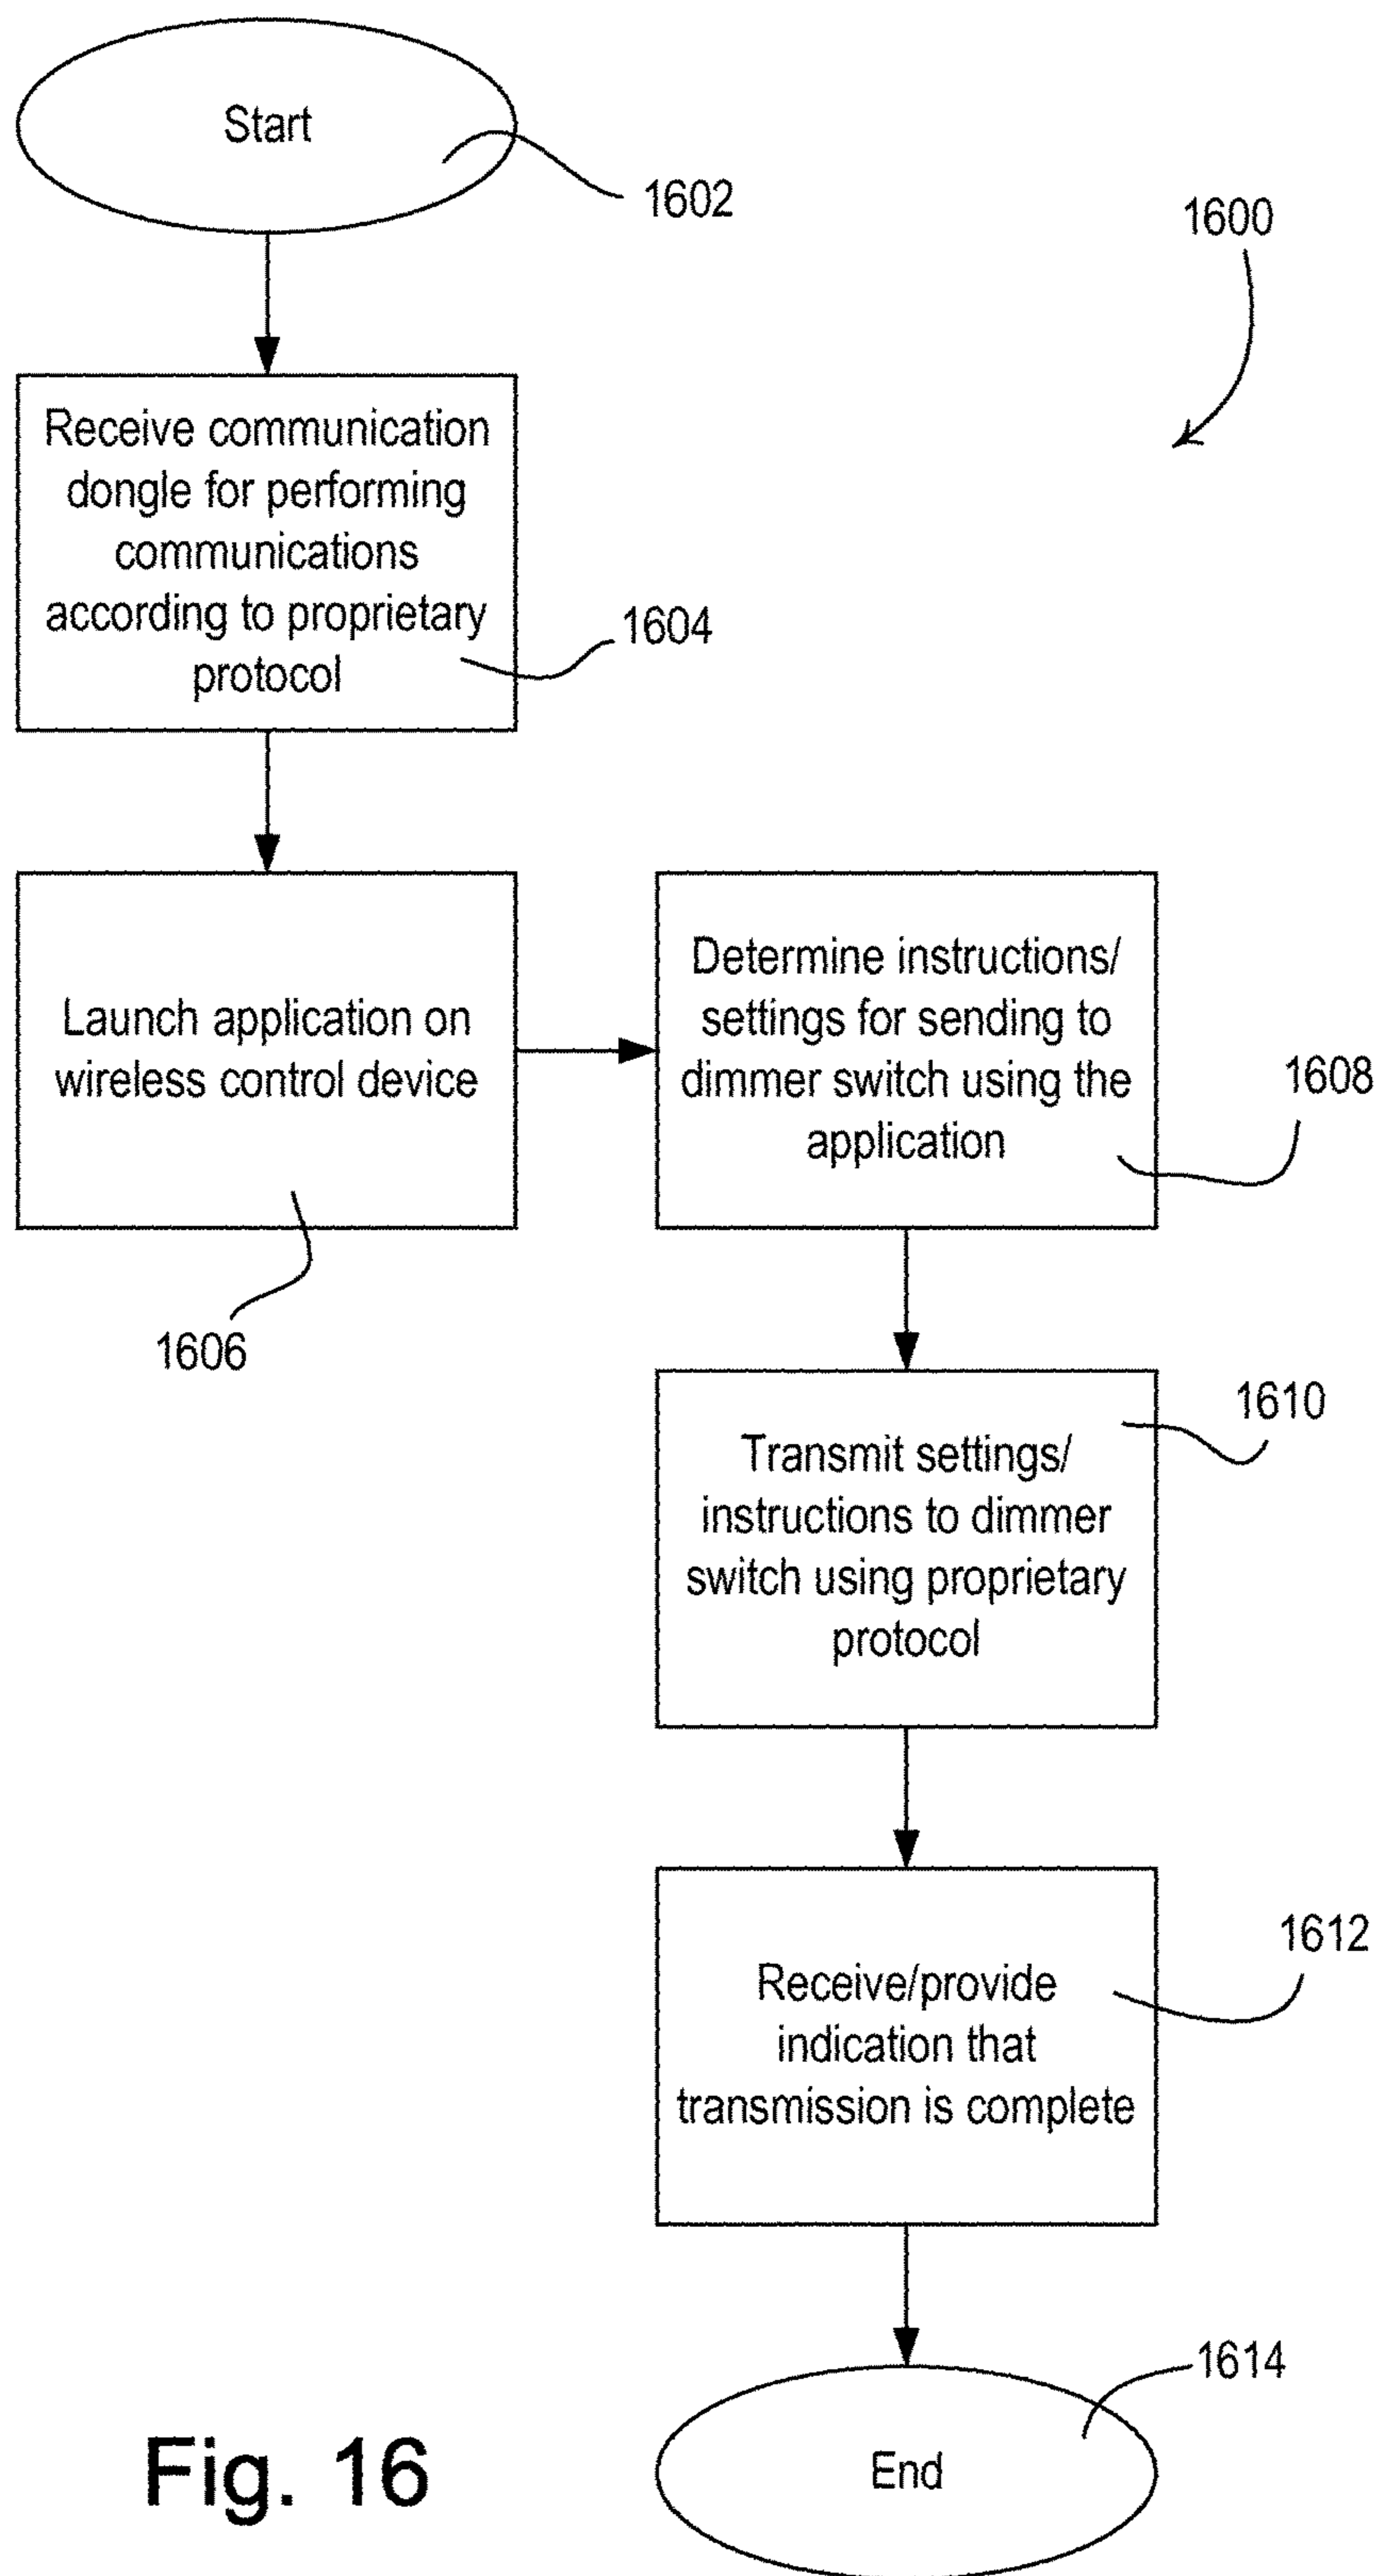 Start
1602
1600
Receive communication
dongle for performing
communications
according to proprietary
protocol
1604
Launch application on
wireless control device
1606
Determine instructions/
settings for sending to
dimmer switch using the
application
1608
Transmit settings/
instructions to dimmer
switch using proprietary
protocol
1610
Receive/provide
indication that
transmission is complete
1612
End
1614
Fig. 16